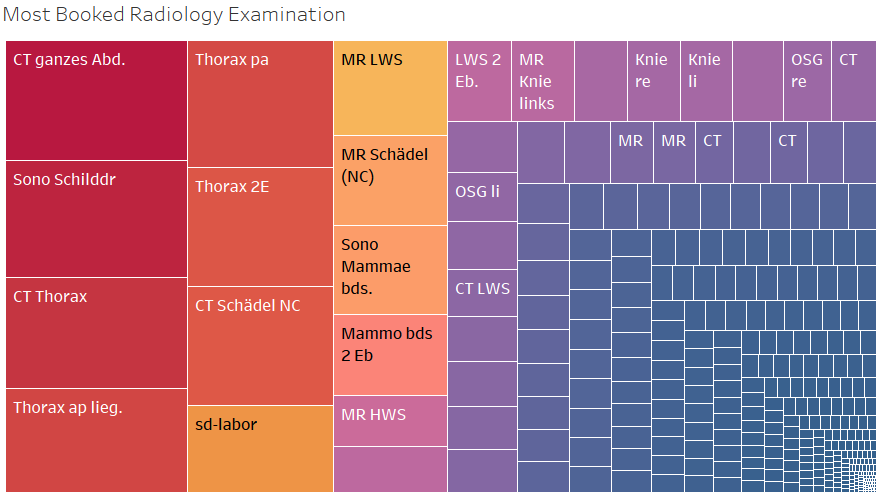 Most Booked Radiology Examination
CT ganzes Abd.
Sono Schilddr
CT Thorax
Thorax ap lieg.
Thorax pa
Thorax 2E
CT Schädel NC
sd-labor
MR LWS
MR Schädel
(NC)
Sono
Mammae
bds.
Mammo bds
2 Eb
MR HWS
LWS 2
Eb.
MR
Knie
links
Knie
re
Knie
li
OSG
re
CT
OSG li
CT LWS
MR
MR
CT
CT